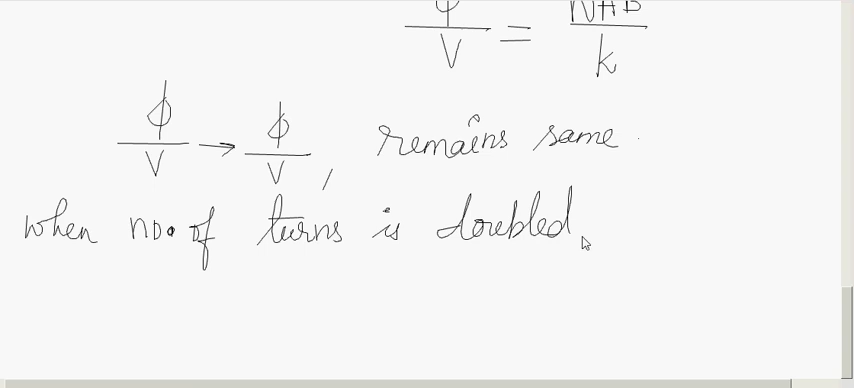 φ/V = NAB/k
φ/V → φ/V, remains same.
when no. of turns is doubled.